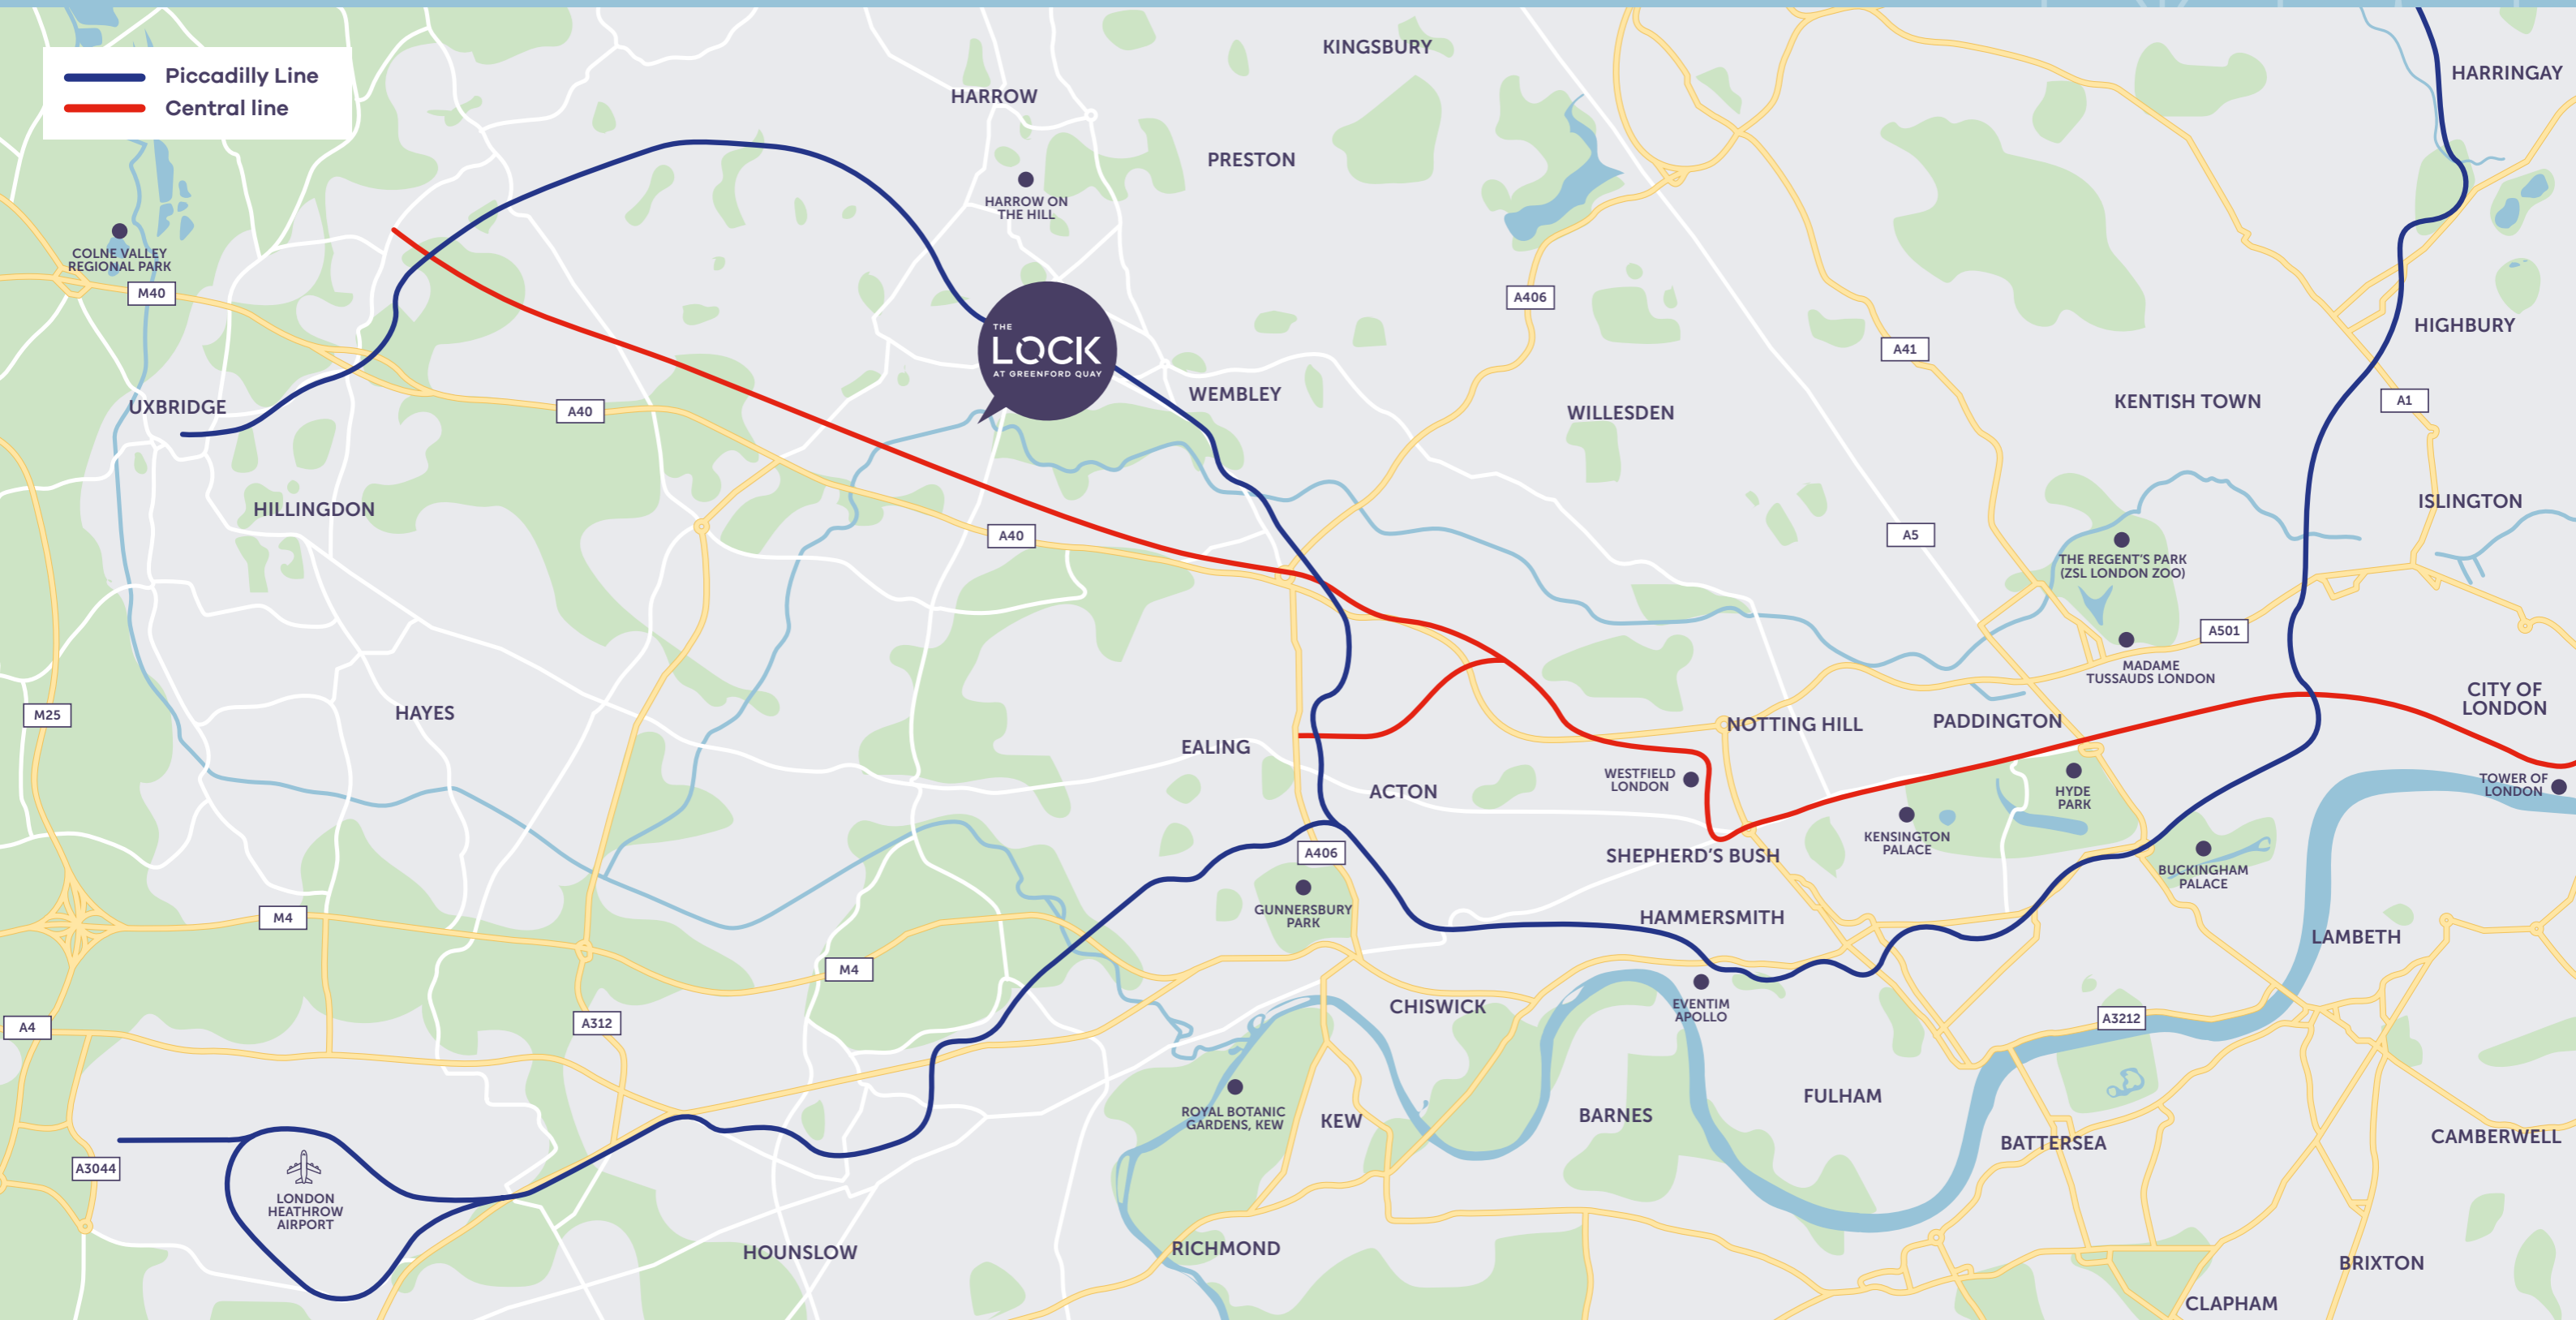 Piccadilly Line
Central line
KINGSBURY
HARRINGAY
HARROW
PRESTON
HARROW ON
THE HILL
COLNE VALLEY
REGIONAL PARK
M40
A406
HIGHBURY
THE
LOCK
AT GREENFORD QUAY
A41
WEMBLEY
A1
KENTISH TOWN
UXBRIDGE
A40
WILLESDEN
HILLINGDON
ISLINGTON
A40
A5
THE REGENT'S PARK
(ZSL LONDON ZOO)
A501
MADAME
TUSSAUDS LONDON
CITY OF
LONDON
M25
HAYES
NOTTING HILL
PADDINGTON
EALING
WESTFIELD
LONDON
ACTON
HYDE
PARK
TOWER OF
LONDON
KENSINGTON
PALACE
A406
SHEPHERD'S BUSH
BUCKINGHAM
PALACE
M4
GUNNERSBURY
PARK
HAMMERSMITH
LAMBETH
M4
CHISWICK
EVENTIM
APOLLO
A4
A312
A3212
FULHAM
ROYAL BOTANIC
GARDENS, KEW
KEW
BARNES
BATTERSEA
CAMBERWELL
A3044
LONDON
HEATHROW
AIRPORT
HOUNSLOW
RICHMOND
BRIXTON
CLAPHAM